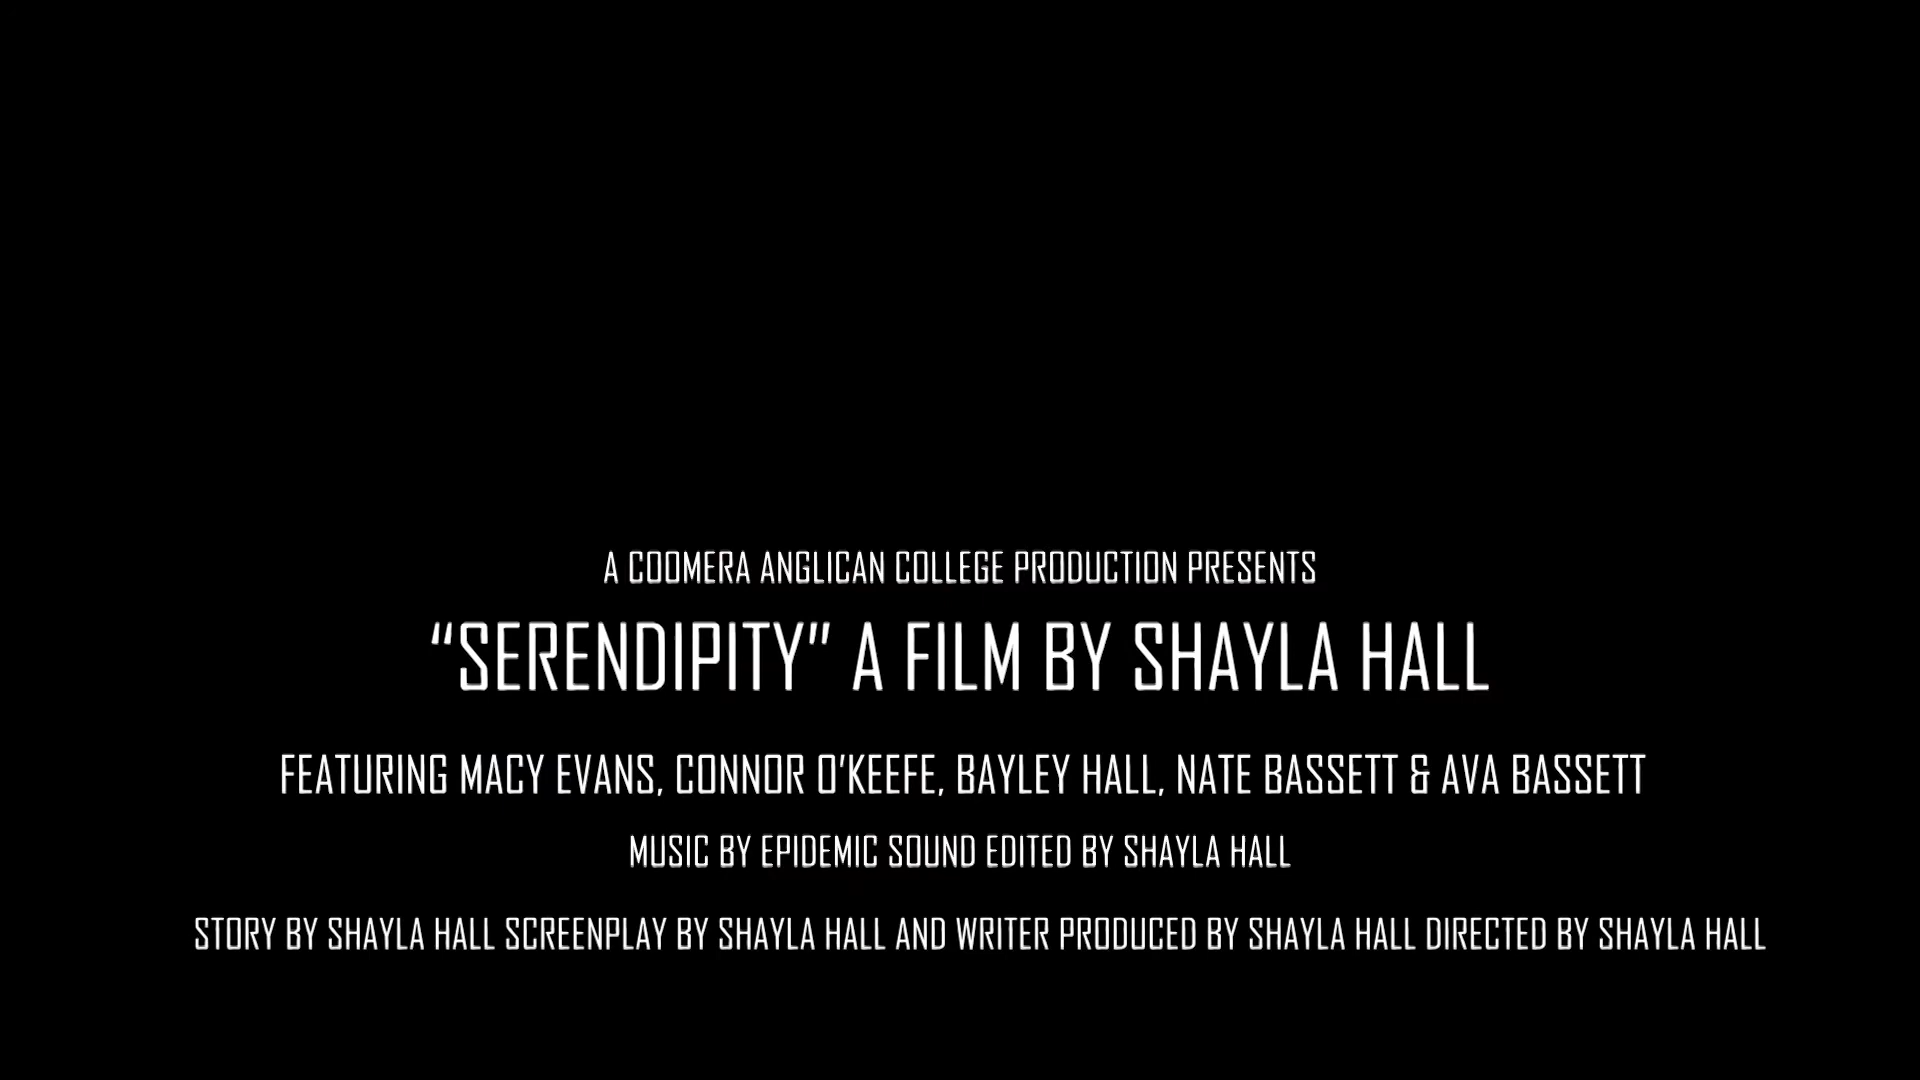 A COOMERA ANGLICAN COLLEGE PRODUCTION PRESENTS
“SERENDIPITY” A FILM BY SHAYLA HALL
FEATURING MACY EVANS, CONNOR O’KEEFE, BAYLEY HALL, NATE BASSETT & AVA BASSETT
MUSIC BY EPIDEMIC SOUND EDITED BY SHAYLA HALL
STORY BY SHAYLA HALL SCREENPLAY BY SHAYLA HALL AND WRITER PRODUCED BY SHAYLA HALL DIRECTED BY SHAYLA HALL